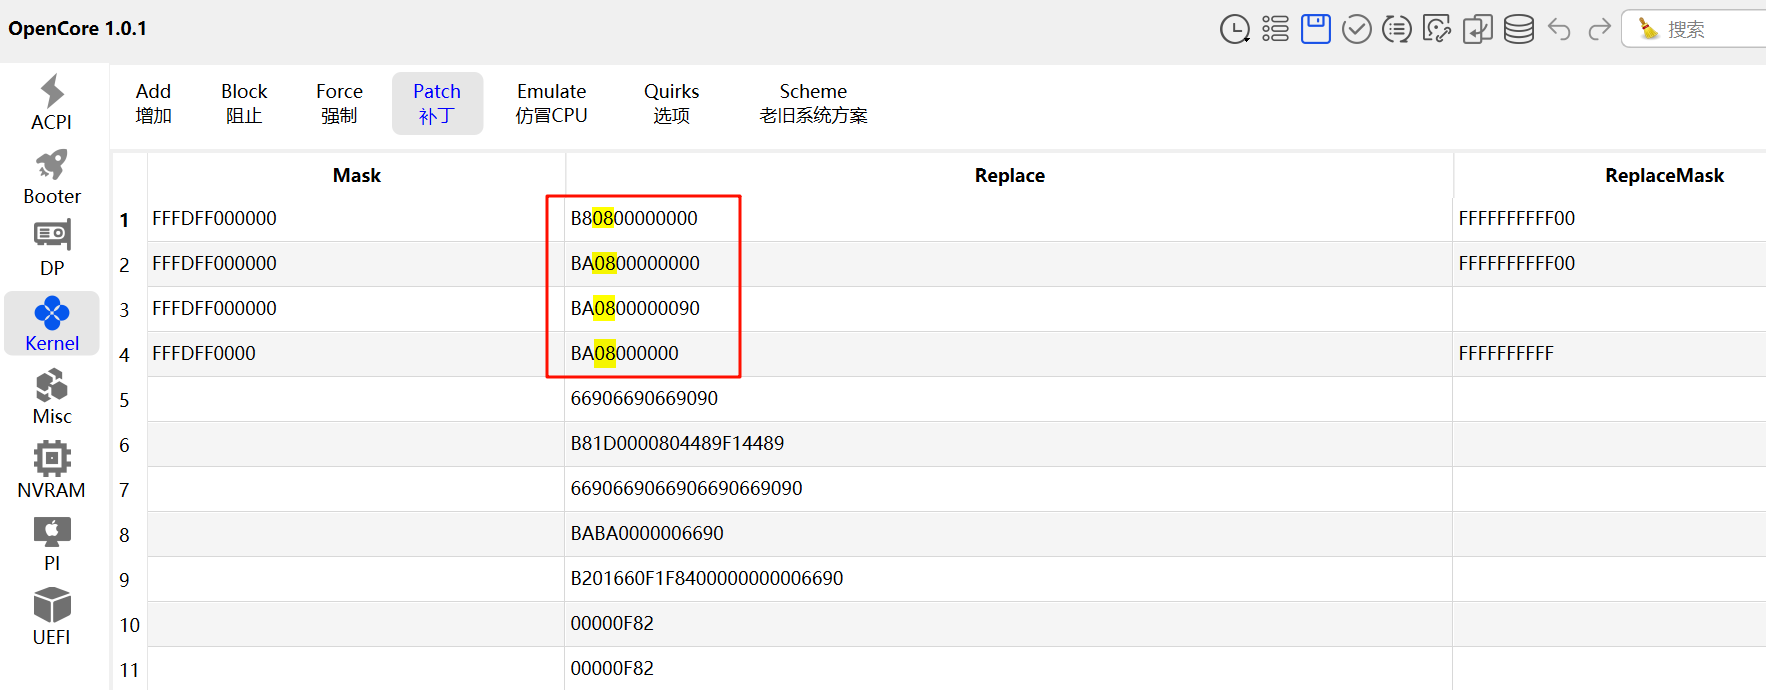 OpenCore 1.0.1
搜索
ACPI
Booter
DP
Kernel
Misc
NVRAM
PI
UEFI
Add
增加
Block
阻止
Force
强制
Patch
补丁
Emulate
仿冒CPU
Quirks
选项
Scheme
老旧系统方案
Mask Replace ReplaceMask
1 FFFDFF000000 B80800000000 FFFFFFFFFF00
2 FFFDFF000000 BA0800000000 FFFFFFFFFF00
3 FFFDFF000000 BA0800000090
4 FFFDFF0000 BA08000000 FFFFFFFFFF
5 66906690669090
6 B81D0000804489F14489
7 6690669066906690669090
8 BABA0000006690
9 B201660F1F8400000000006690
10 00000F82
11 00000F82